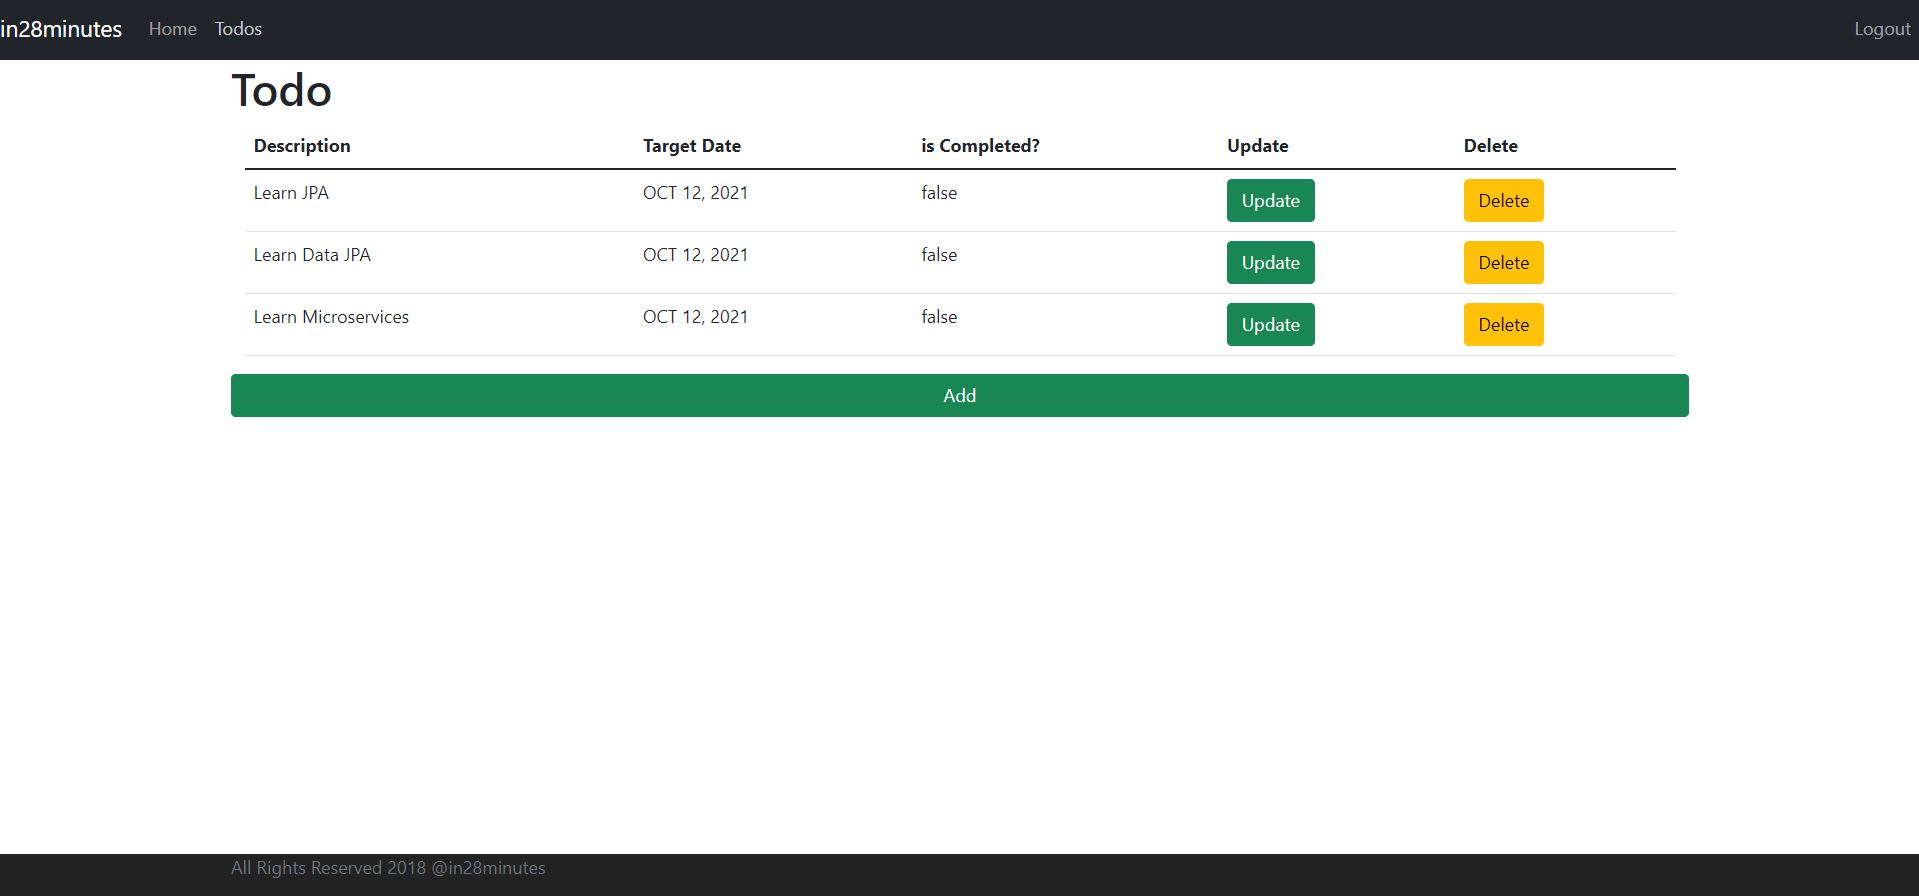 in28minutes Home Todos Logout
Todo
Description Target Date is Completed? Update Delete
Learn JPA OCT 12, 2021 false Update Delete
Learn Data JPA OCT 12, 2021 false Update Delete
Learn Microservices OCT 12, 2021 false Update Delete
Add
All Rights Reserved 2018 @in28minutes